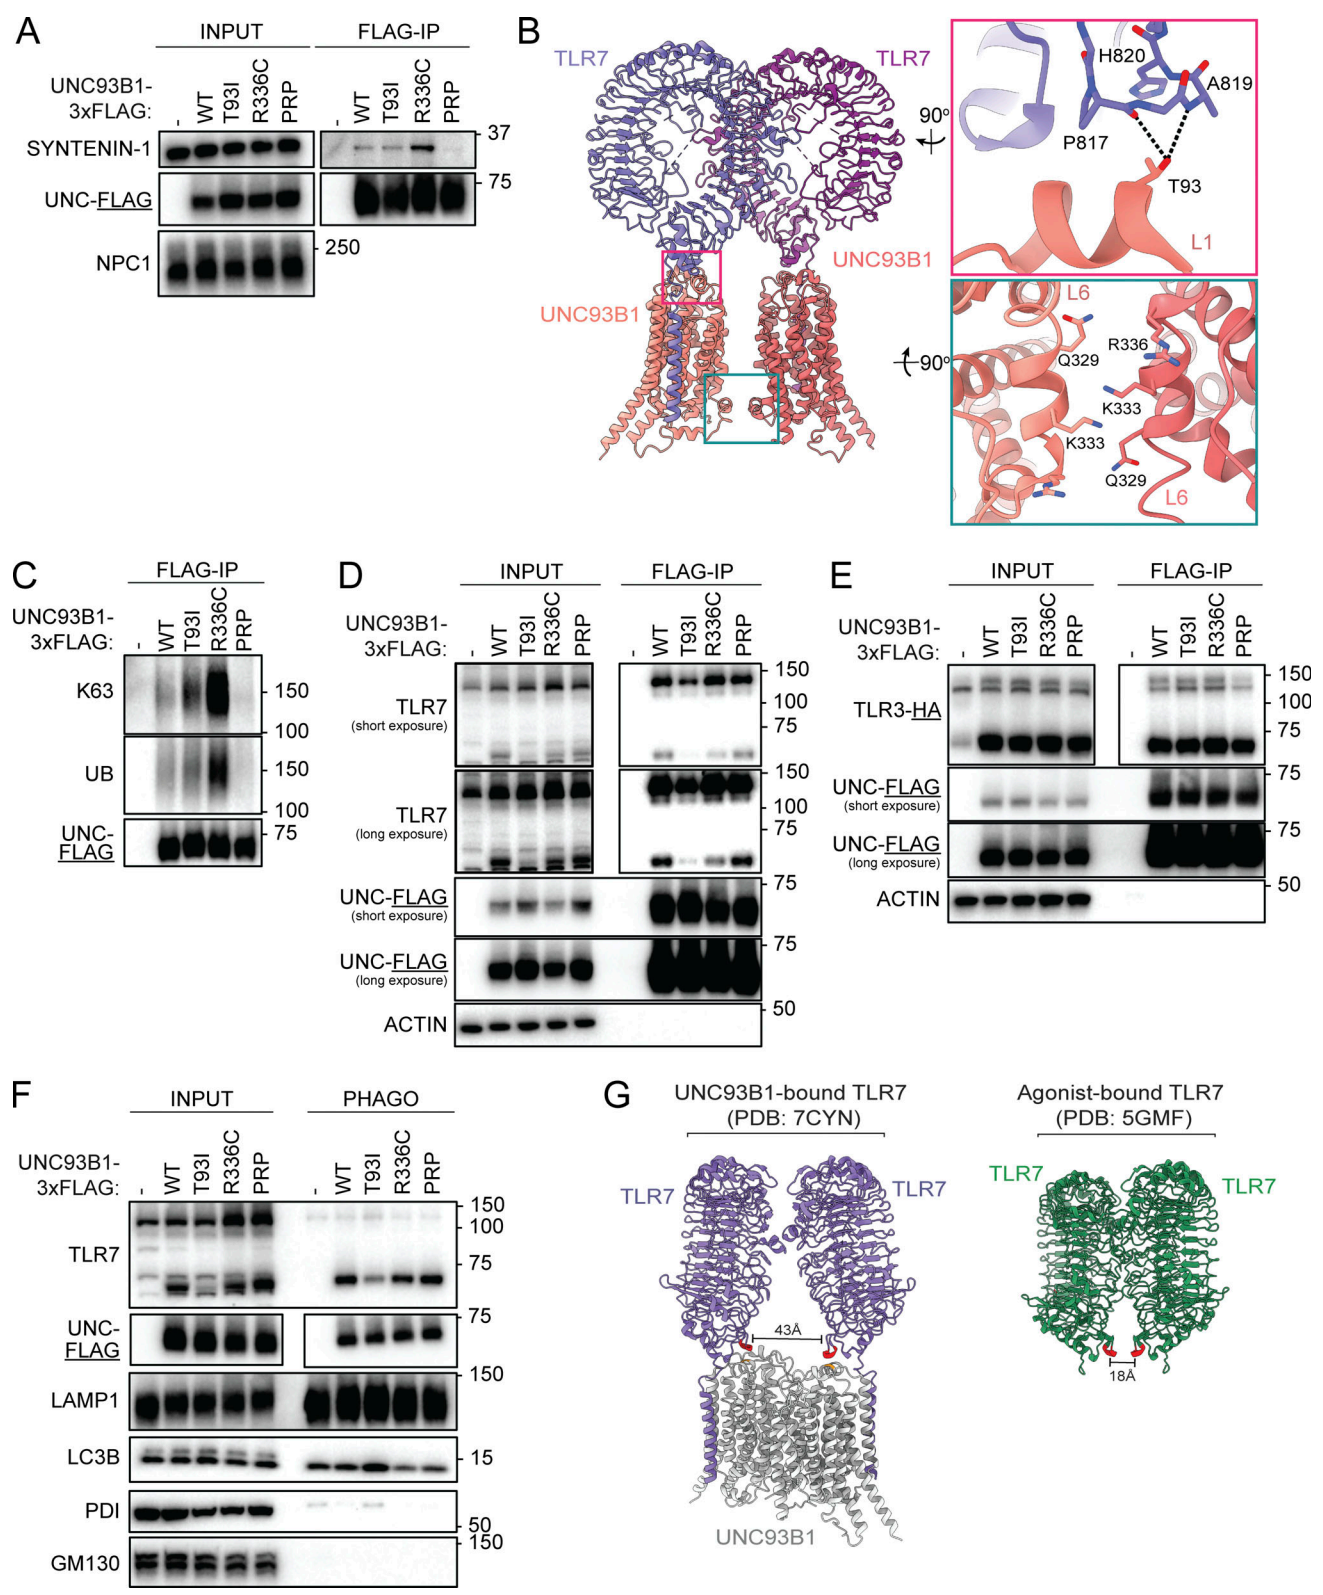 A
INPUT
FLAG-IP
UNC93B1-
3xFLAG:
-
WT
T93I
R336C
PRP
-
WT
T93I
R336C
PRP
SYNTENIN-1
37
UNC-FLAG
75
NPC1
250
B
TLR7
TLR7
UNC93B1
UNC93B1
90°
H820
A819
P817
T93
L1
90°
L6
Q329
R336
K333
K333
Q329
L6
C
FLAG-IP
UNC93B1-
3xFLAG:
-
WT
T93I
R336C
PRP
K63
150
100
UB
150
100
UNC-
FLAG
75
D
INPUT
FLAG-IP
UNC93B1-
3xFLAG:
-
WT
T93I
R336C
PRP
-
WT
T93I
R336C
PRP
TLR7
(short exposure)
150
100
75
TLR7
(long exposure)
150
100
75
UNC-FLAG
(short exposure)
75
UNC-FLAG
(long exposure)
75
ACTIN
50
E
INPUT
FLAG-IP
UNC93B1-
3xFLAG:
-
WT
T93I
R336C
PRP
-
WT
T93I
R336C
PRP
TLR3-HA
150
100
75
UNC-FLAG
(short exposure)
75
UNC-FLAG
(long exposure)
75
ACTIN
50
F
INPUT
PHAGO
UNC93B1-
3xFLAG:
-
WT
T93I
R336C
PRP
-
WT
T93I
R336C
PRP
TLR7
150
100
75
UNC-
FLAG
75
LAMP1
150
LC3B
15
PDI
50
GM130
150
G
UNC93B1-bound TLR7
(PDB: 7CYN)
TLR7
TLR7
43Å
UNC93B1
Agonist-bound TLR7
(PDB: 5GMF)
TLR7
TLR7
18Å